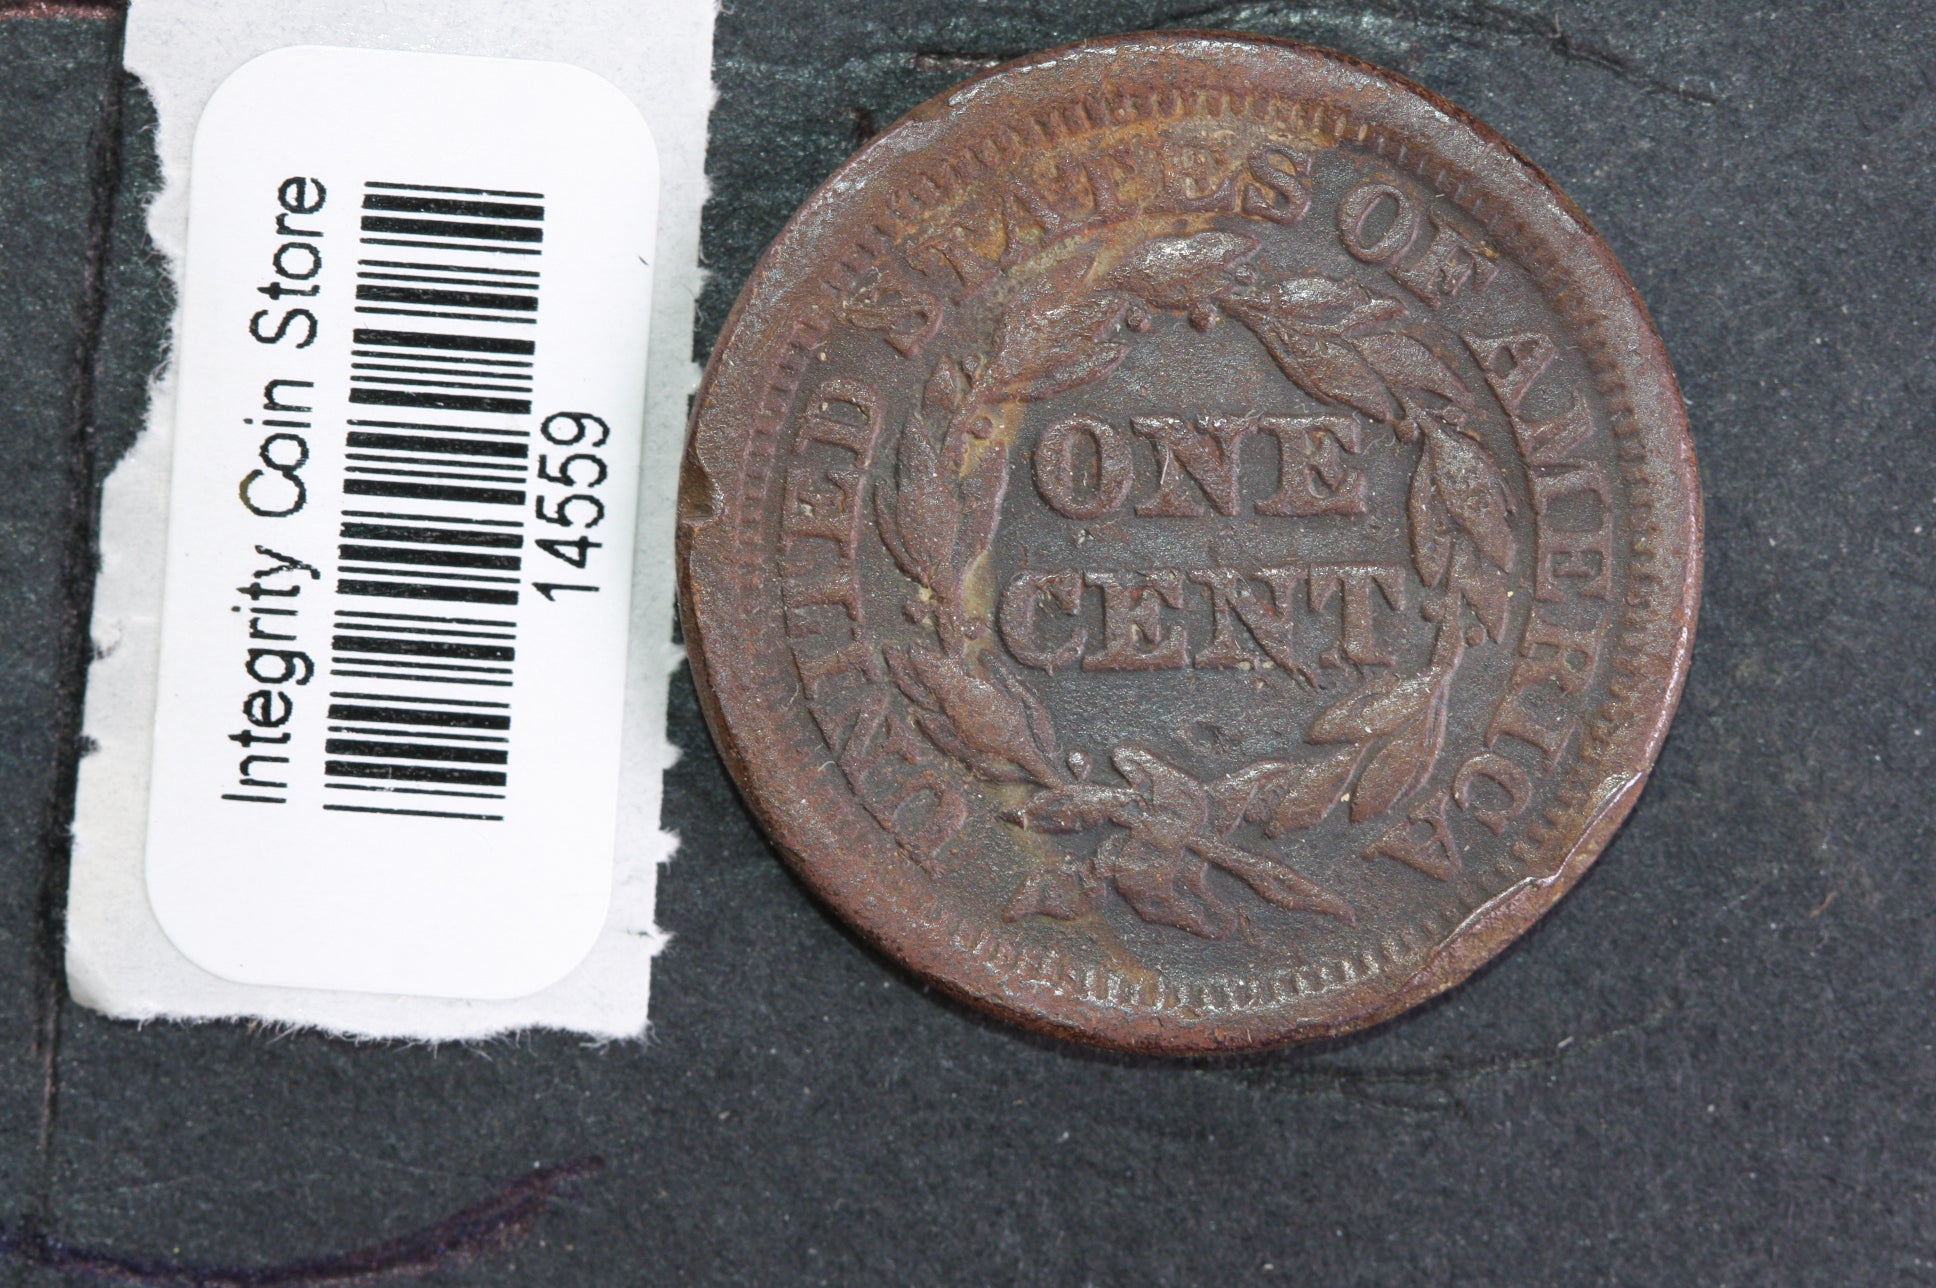 Integrity Coin Store
14559
UNITED STATES OF AMERICA
ONE
CENT